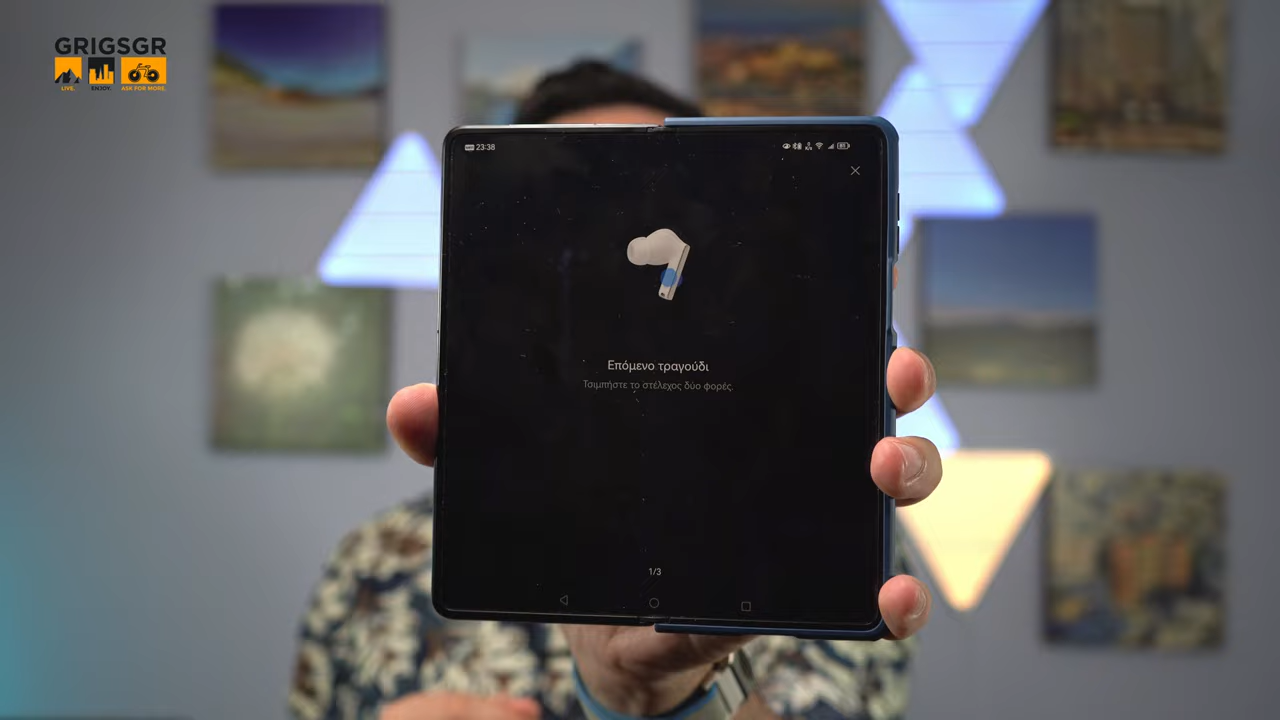 GRIGSGR
LIVE. ENJOY. ASK FOR MORE.
23:38
Επόμενο τραγούδι
Τσιμπήστε το στέλεχος δύο φορές.
1/3